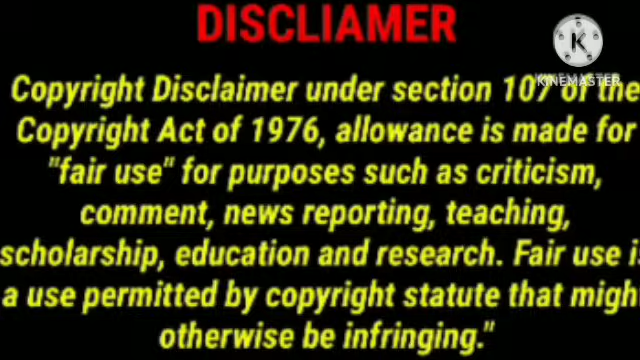 DISCLIAMER
K
KINEMASTER
Copyright Disclaimer under section 107 of the
Copyright Act of 1976, allowance is made for
"fair use" for purposes such as criticism,
comment, news reporting, teaching,
scholarship, education and research. Fair use is
a use permitted by copyright statute that might
otherwise be infringing."